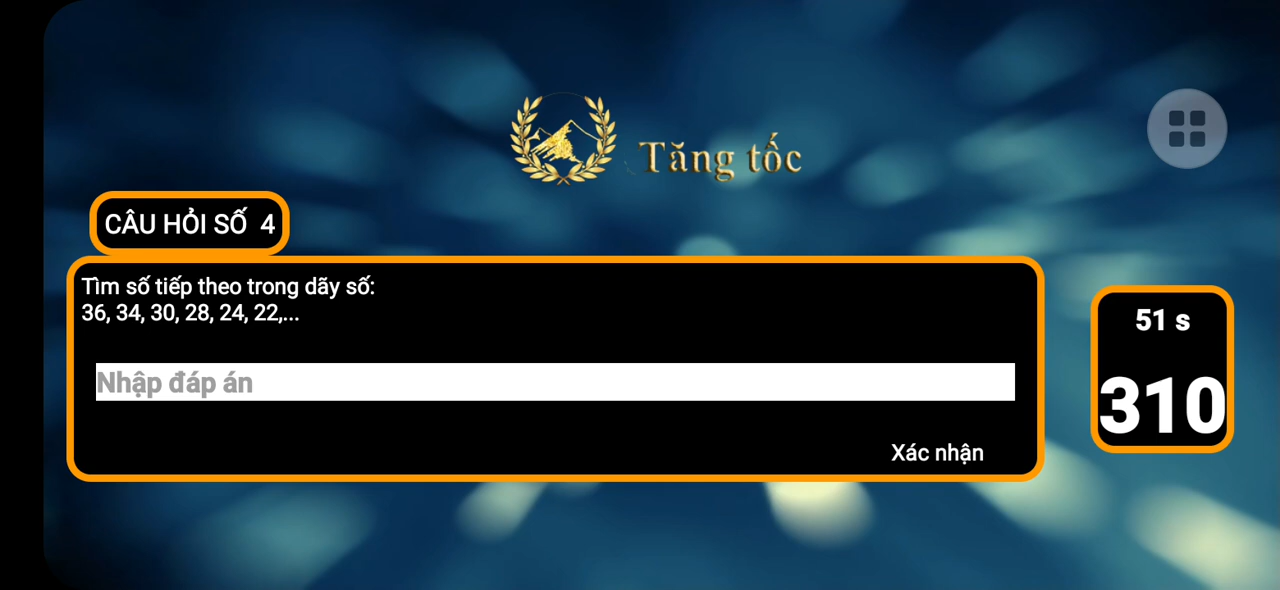 Tăng tốc
CÂU HỎI SỐ 4
Tìm số tiếp theo trong dãy số:
36, 34, 30, 28, 24, 22,...
Nhập đáp án
Xác nhận
51 s
310